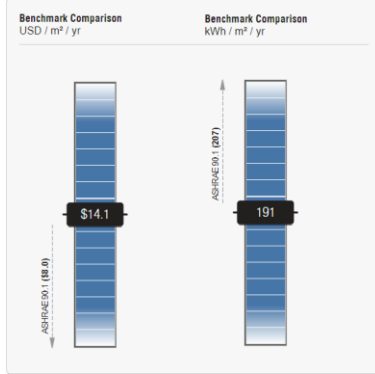 Benchmark Comparison
USD / m² / yr
Benchmark Comparison
kWh / m² / yr
ASHRAE 90.1 (207)
$14.1
191
ASHRAE 90.1 ($8.0)